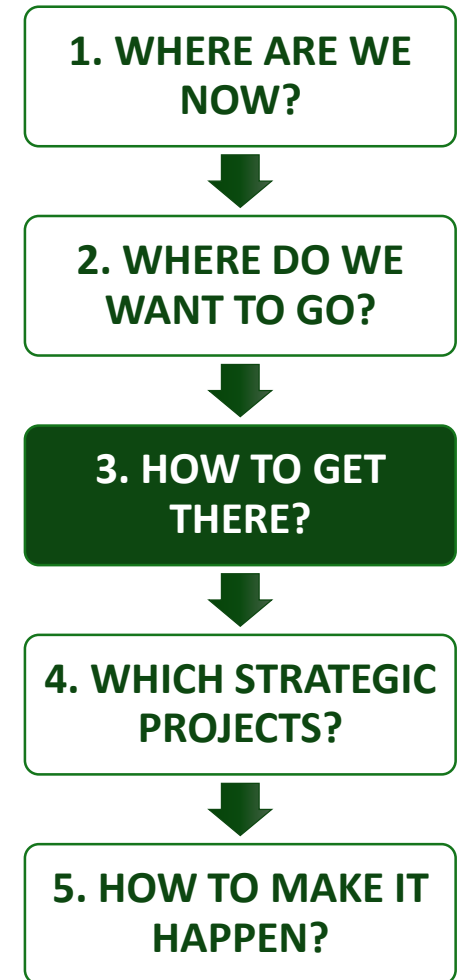 1. WHERE ARE WE
NOW?
2. WHERE DO WE
WANT TO GO?
3. HOW TO GET
THERE?
4. WHICH STRATEGIC
PROJECTS?
5. HOW TO MAKE IT
HAPPEN?